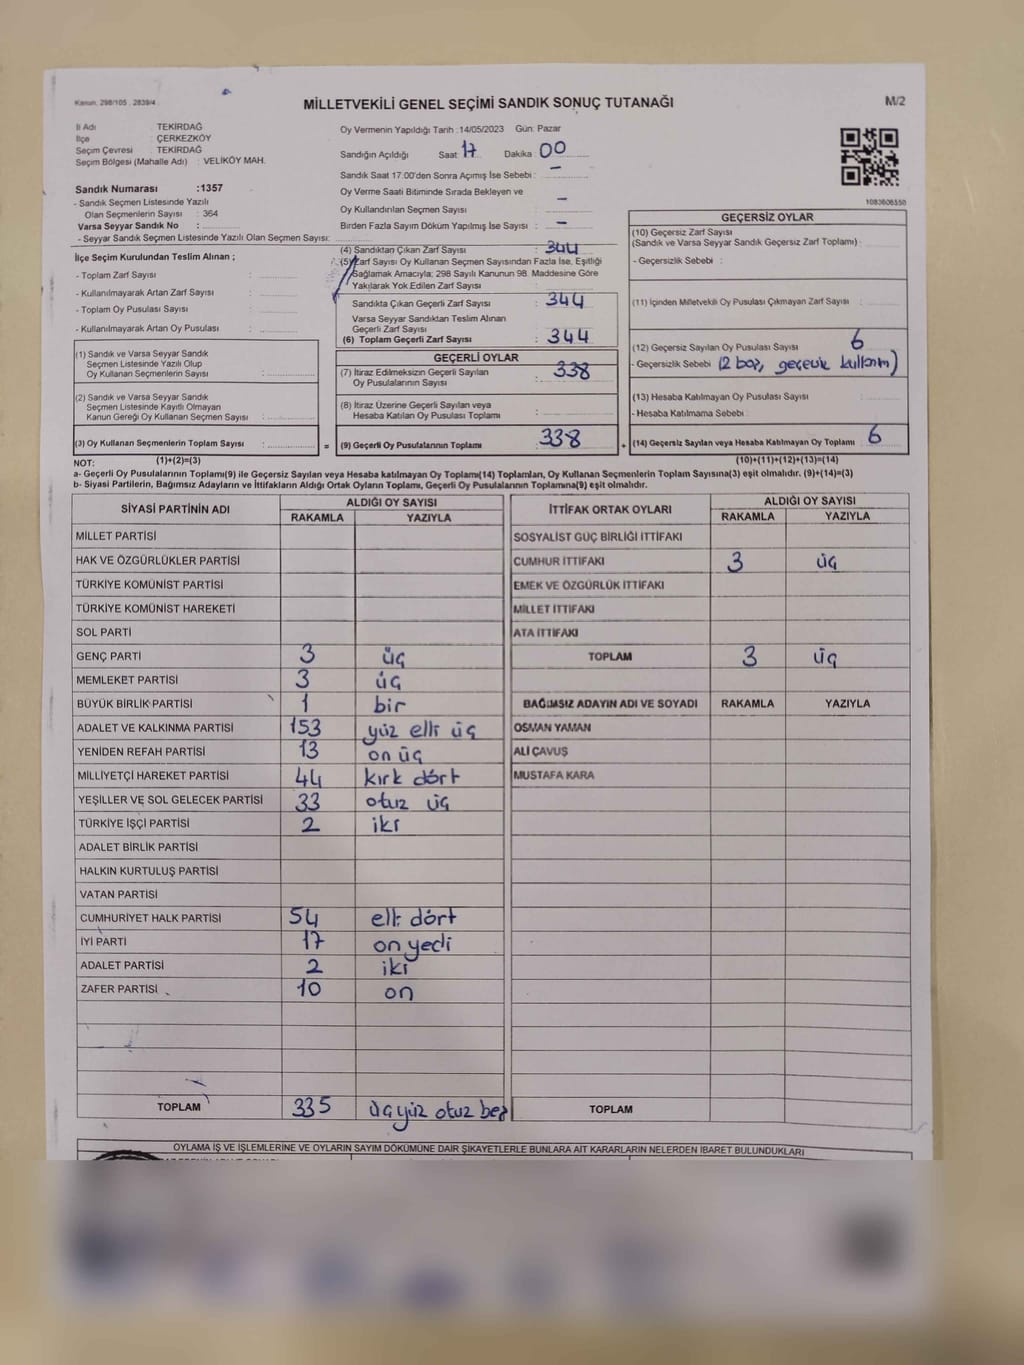 Kanun. 298/105 , 2839/4
MİLLETVEKİLİ GENEL SEÇİMİ SANDIK SONUÇ TUTANAĞI
M/2
İl Adı TEKİRDAĞ
İlçe : ÇERKEZKÖY
Seçim Çevresi : TEKİRDAĞ
Seçim Bölgesi (Mahalle Adı) : VELİKÖY MAH.
Sandık Numarası :1357
- Sandık Seçmen Listesinde Yazılı
Olan Seçmenlerin Sayısı : 364
Varsa Seyyar Sandık No :
- Seyyar Sandık Seçmen Listesinde Yazılı Olan Seçmen Sayısı:
Oy Vermenin Yapıldığı Tarih :14/05/2023 Gün: Pazar
Sandığın Açıldığı Saat 17 Dakika 00
Sandık Saat 17:00'den Sonra Açımış İse Sebebi : -
Oy Verme Saati Bitiminde Sırada Bekleyen ve
Oy Kullandırılan Seçmen Sayısı : -
Birden Fazla Sayım Döküm Yapılmış İse Sayısı : -
1083606550
İlçe Seçim Kurulundan Teslim Alınan ;
- Toplam Zarf Sayısı :
- Kullanılmayarak Artan Zarf Sayısı :
- Toplam Oy Pusulası Sayısı :
- Kullanılmayarak Artan Oy Pusulası :
(4) Sandıktan Çıkan Zarf Sayısı : 344
(5) Zarf Sayısı Oy Kullanan Seçmen Sayısından Fazla İse, Eşitliği
Sağlamak Amacıyla; 298 Sayılı Kanunun 98. Maddesine Göre
Yakılarak Yok Edilen Zarf Sayısı :
Sandıkta Çıkan Geçerli Zarf Sayısı : 344
Varsa Seyyar Sandıktan Teslim Alınan
Geçerli Zarf Sayısı :
(6) Toplam Geçerli Zarf Sayısı : 344
GEÇERSİZ OYLAR
(10) Geçersiz Zarf Sayısı
(Sandık ve Varsa Seyyar Sandık Geçersiz Zarf Toplamı) :
- Geçersizlik Sebebi :
(11) İçinden Milletvekili Oy Pusulası Çıkmayan Zarf Sayısı :
(12) Geçersiz Sayılan Oy Pusulası Sayısı : 6
- Geçersizlik Sebebi (2 boş,
(13) Hesaba Katılmayan Oy Pusulası Sayısı :
- Hesaba Katılmama Sebebi :
(14) Geçersiz Sayılan veya Hesaba Katılmayan Oy Toplamı : 6
(10)+(11)+(12)+(13)=(14)
(1) Sandık ve Varsa Seyyar Sandık
Seçmen Listesinde Yazılı Olup
Oy Kullanan Seçmenlerin Sayısı :
(2) Sandık ve Varsa Seyyar Sandık
Seçmen Listesinde Kayıtlı Olmayan
Kanun Gereği Oy Kullanan Seçmen Sayısı :
(3) Oy Kullanan Seçmenlerin Toplam Sayısı : =
(1)+(2)=(3)
GEÇERLİ OYLAR
(7) İtiraz Edilmeksizin Geçerli Sayılan
Oy Pusulalarının Sayısı : 338
(8) İtiraz Üzerine Geçerli Sayılan veya
Hesaba Katılan Oy Pusulası Toplamı :
(9) Geçerli Oy Pusulalarının Toplamı : 338 +
NOT:
a- Geçerli Oy Pusulalarının Toplamı(9) ile Geçersiz Sayılan veya Hesaba katılmayan Oy Toplamı(14) Toplamları, Oy Kullanan Seçmenlerin Toplam Sayısına(3) eşit olmalıdır. (9)+(14)=(3)
b- Siyasi Partilerin, Bağımsız Adayların ve İttifakların Aldığı Ortak Oyların Toplamı, Geçerli Oy Pusulalarının Toplamına(9) eşit olmalıdır.
SİYASİ PARTİNİN ADI ALDIĞI OY SAYISI
RAKAMLA YAZIYLA
MİLLET PARTİSİ
HAK VE ÖZGÜRLÜKLER PARTİSİ
TÜRKİYE KOMÜNİST PARTİSİ
TÜRKİYE KOMÜNİST HAREKETİ
SOL PARTİ
GENÇ PARTİ 3 üç
MEMLEKET PARTİSİ 3 üç
BÜYÜK BİRLİK PARTİSİ 1 bir
ADALET VE KALKINMA PARTİSİ 153 yüz elli üç
YENİDEN REFAH PARTİSİ 13 on üç
MİLLİYETÇİ HAREKET PARTİSİ 44 kırk dört
YEŞİLLER VE SOL GELECEK PARTİSİ 33 otuz üç
TÜRKİYE İŞÇİ PARTİSİ 2 iki
ADALET BİRLİK PARTİSİ
HALKIN KURTULUŞ PARTİSİ
VATAN PARTİSİ
CUMHURİYET HALK PARTİSİ 54 elli dört
İYİ PARTİ 17 on yedi
ADALET PARTİSİ 2 iki
ZAFER PARTİSİ 10 on
TOPLAM 335 üçyüz otuz beş
İTTİFAK ORTAK OYLARI ALDIĞI OY SAYISI
RAKAMLA YAZIYLA
SOSYALİST GÜÇ BİRLİĞİ İTTİFAKI
CUMHUR İTTİFAKI 3 üç
EMEK VE ÖZGÜRLÜK İTTİFAKI
MİLLET İTTİFAKI
ATA İTTİFAKI
TOPLAM 3 üç
BAĞIMSIZ ADAYIN ADI VE SOYADI RAKAMLA YAZIYLA
OSMAN YAMAN
ALİ ÇAVUŞ
MUSTAFA KARA
TOPLAM
OYLAMA İŞ VE İŞLEMLERİNE VE OYLARIN SAYIM DÖKÜMÜNE DAİR ŞİKAYETLERLE BUNLARA AİT KARARLARIN NELERDEN İBARET BULUNDUKLARI